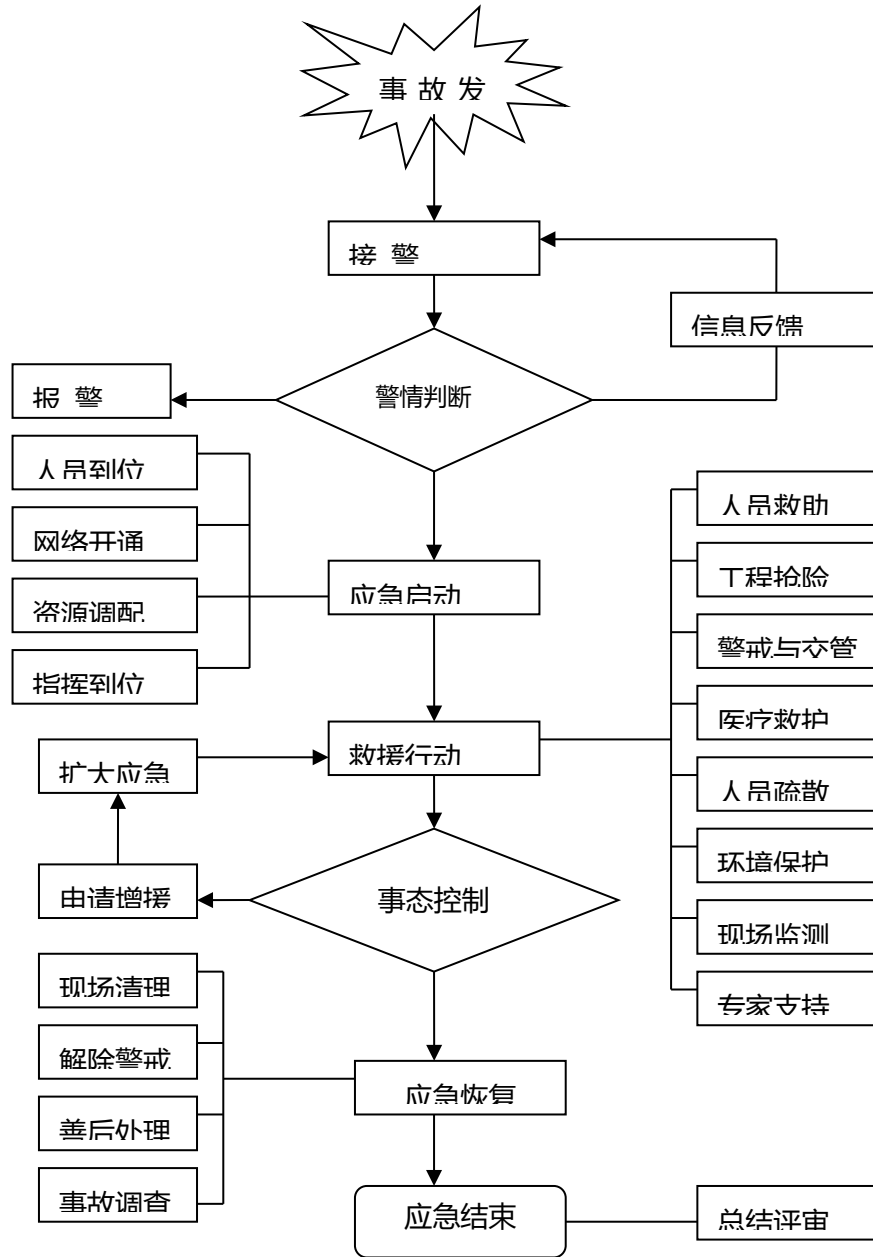 事 故 发
接 警
信息反馈
警情判断
报 警
人员到位
网络开通
资源调配
指挥到位
应急启动
人员救助
工程抢险
警戒与交管
医疗救护
人员疏散
环境保护
现场监测
专家支持
救援行动
扩大应急
申请增援
事态控制
现场清理
解除警戒
善后处理
事故调查
应急恢复
应急结束
总结评审